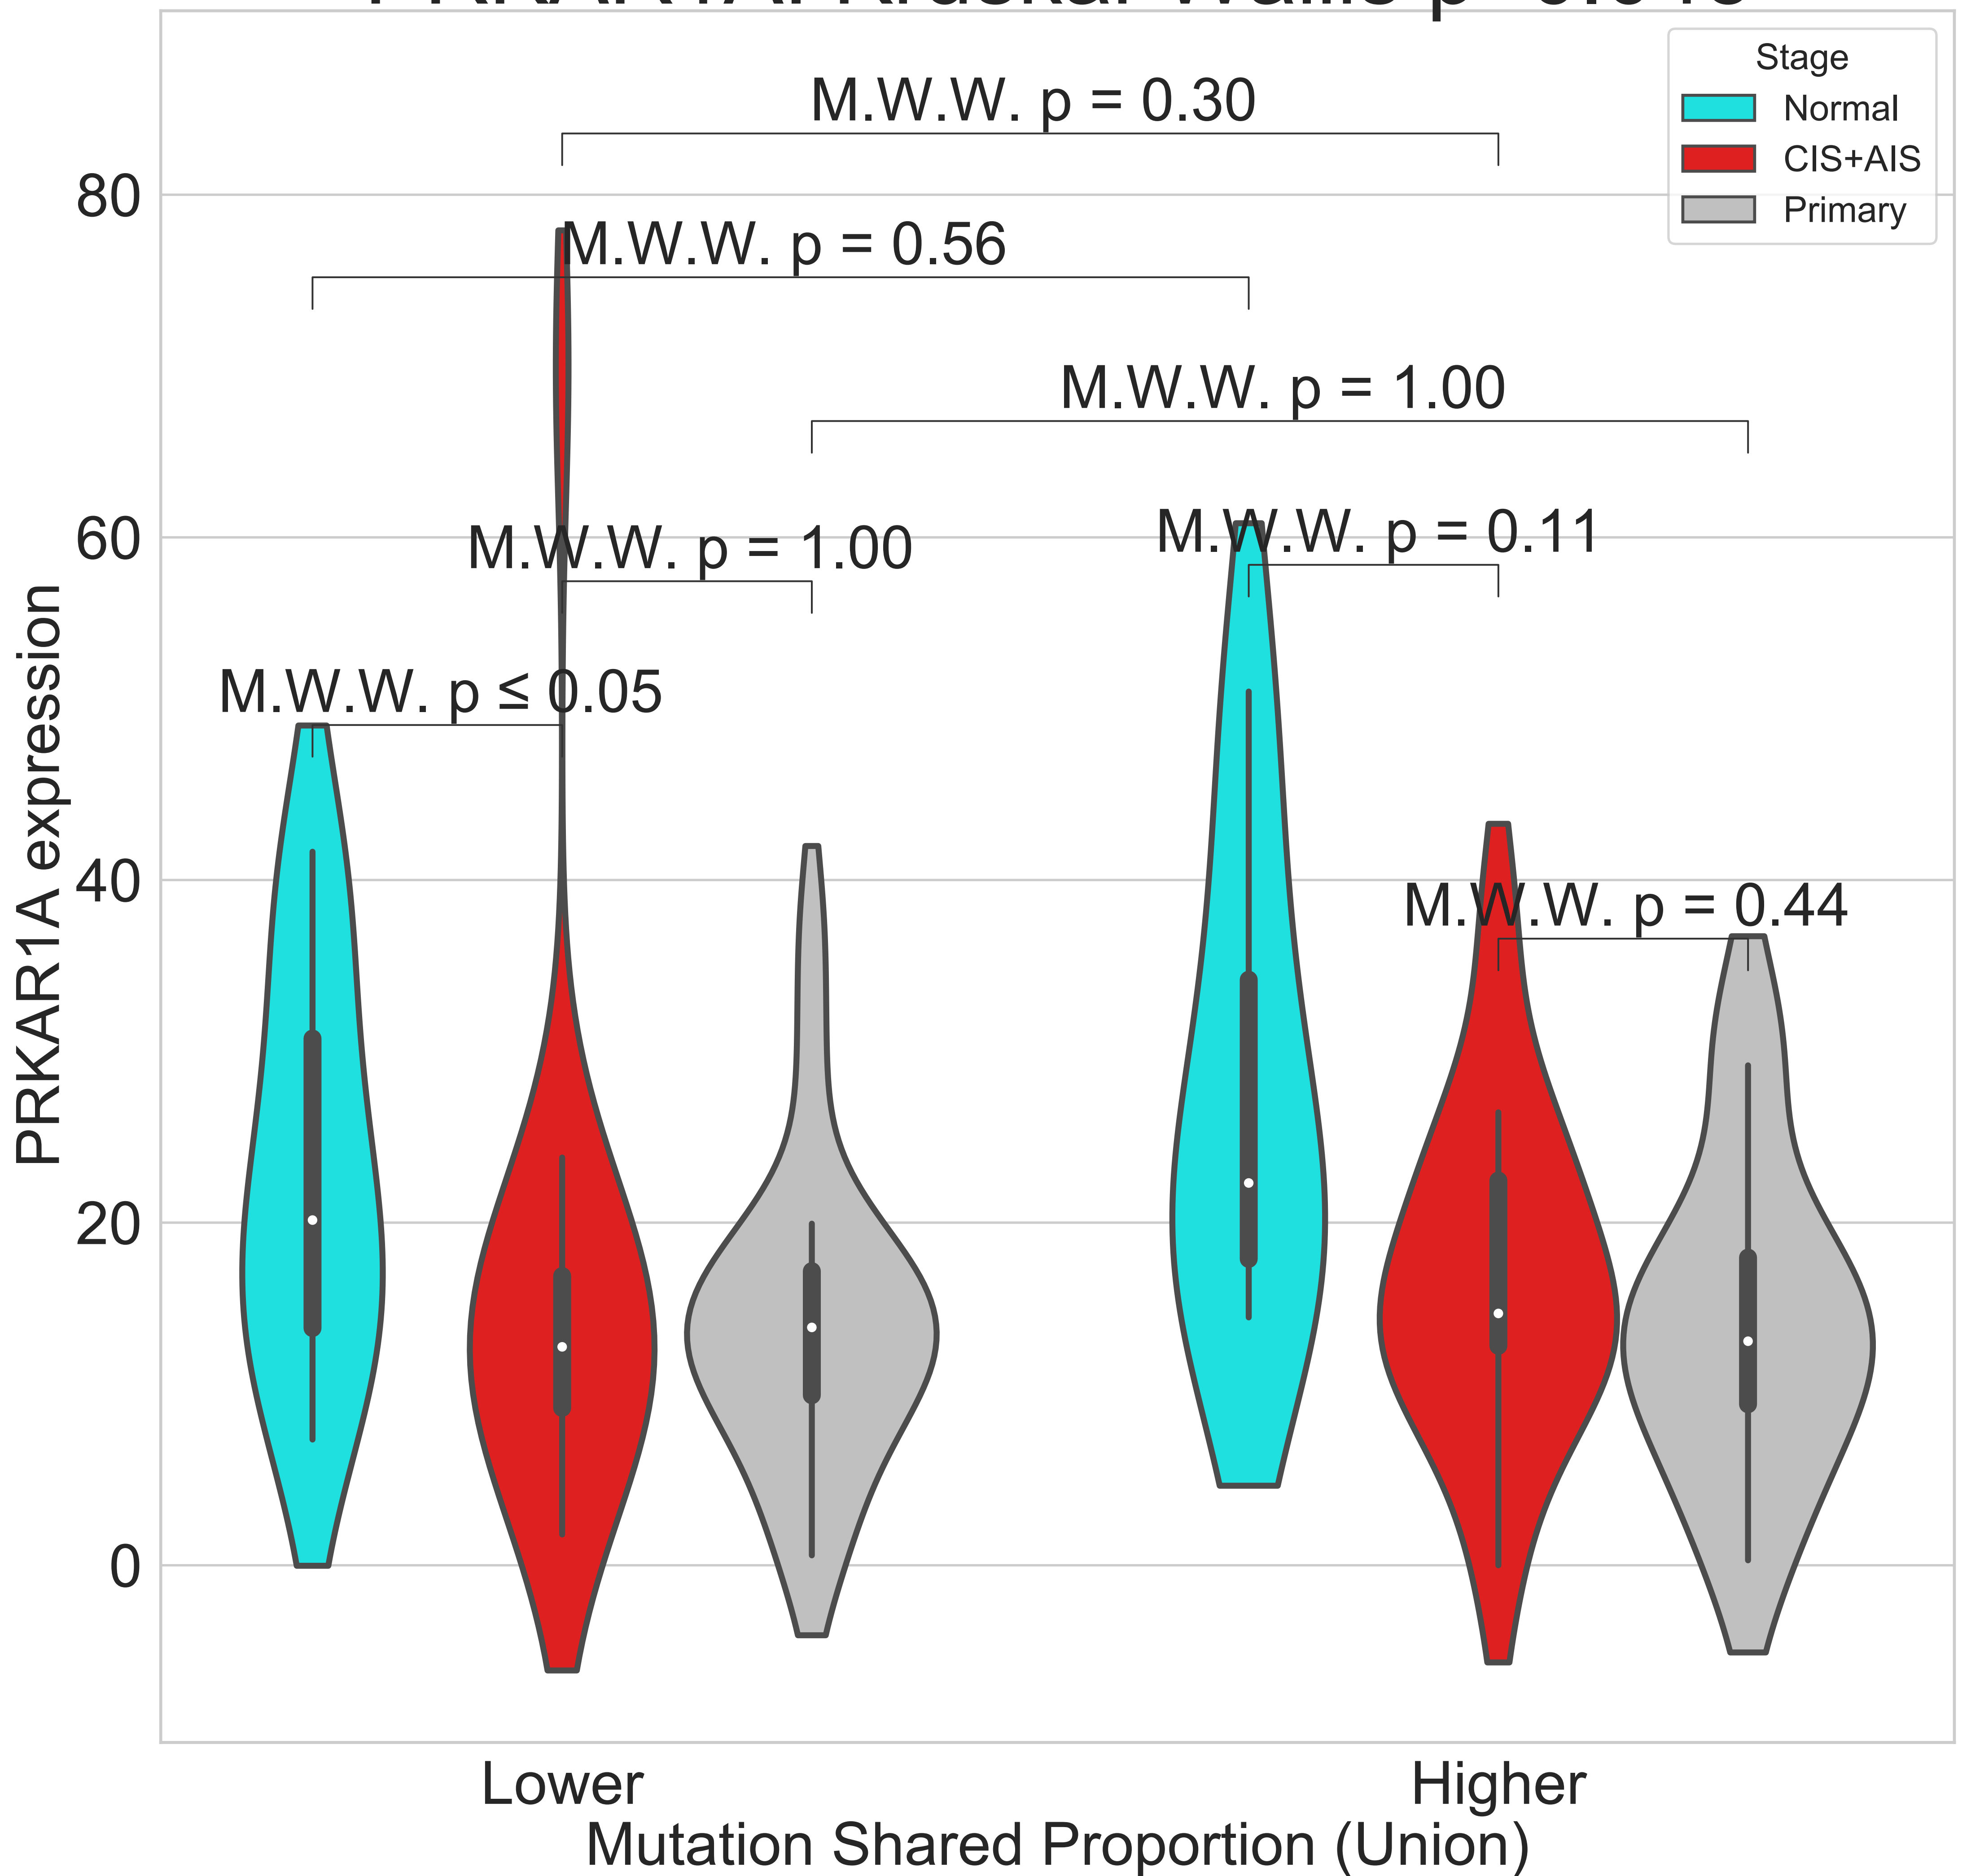 Stage
Normal
CIS+AIS
Primary
M.W.W. p = 0.30
M.W.W. p = 0.56
M.W.W. p = 1.00
M.W.W. p = 0.11
M.W.W. p = 1.00
M.W.W. p ≤ 0.05
M.W.W. p = 0.44
80
60
40
20
0
PRKAR1A expression
Lower
Higher
Mutation Shared Proportion (Union)